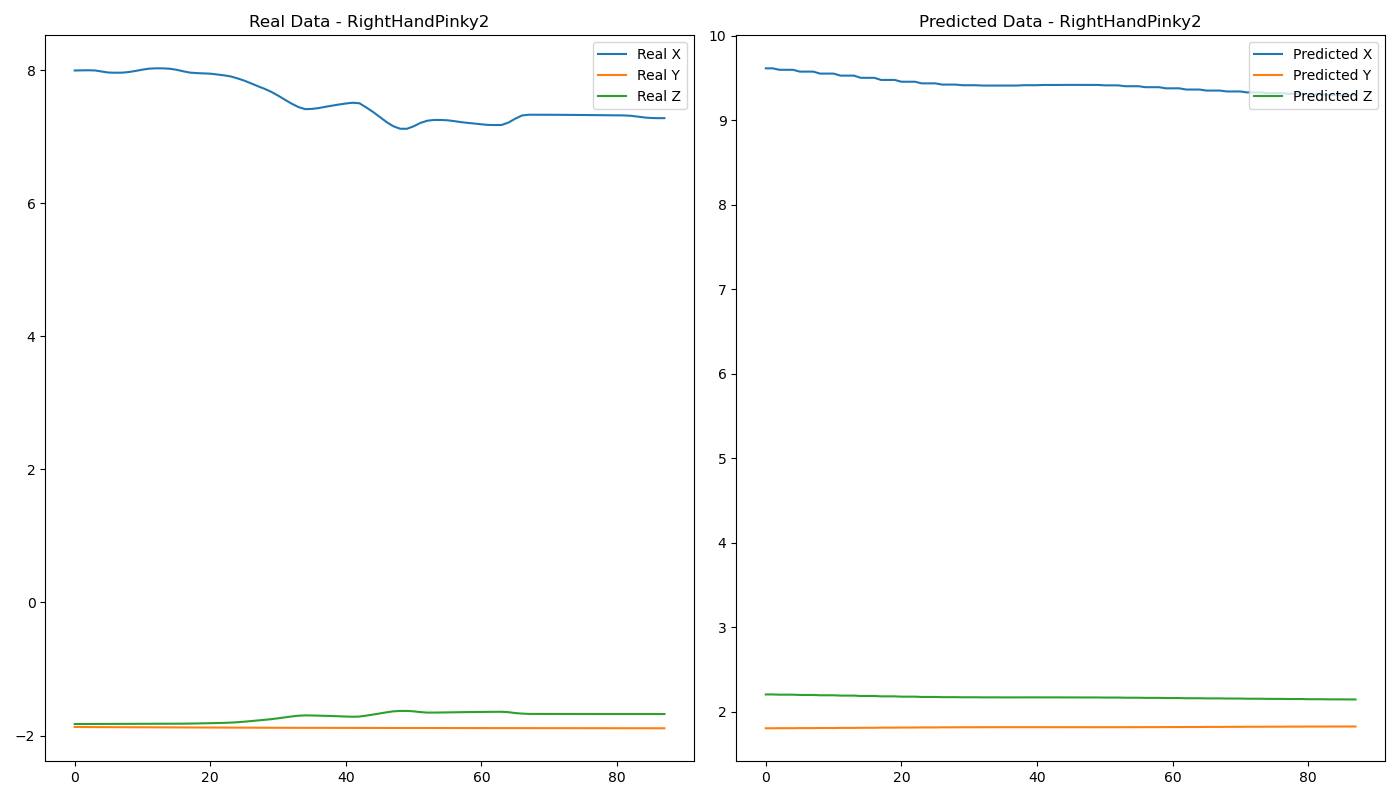 Real Data - RightHandPinky2
Real X
Real Y
Real Z
8
6
4
2
0
−2
0 20 40 60 80
Predicted Data - RightHandPinky2
Predicted X
Predicted Y
Predicted Z
10
9
8
7
6
5
4
3
2
0 20 40 60 80